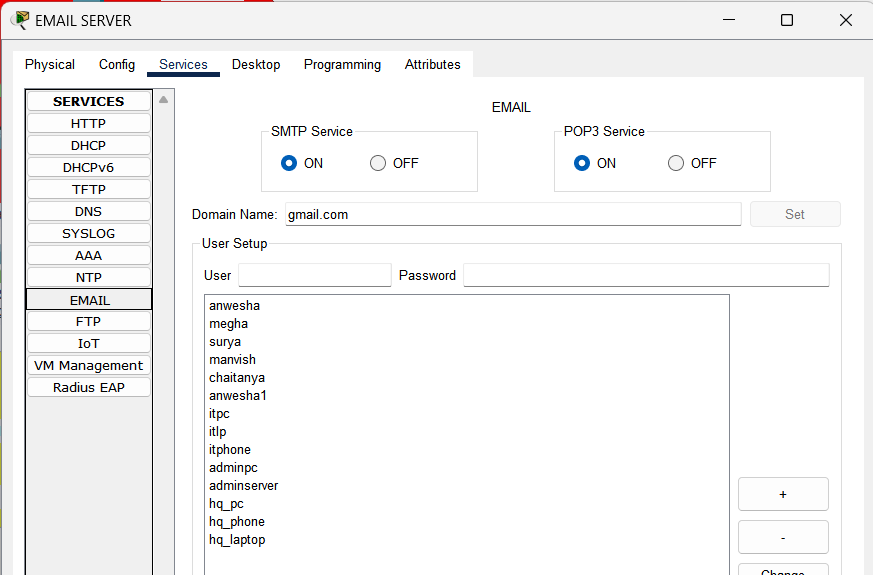 EMAIL SERVER
Physical Config Services Desktop Programming Attributes
SERVICES
HTTP
DHCP
DHCPv6
TFTP
DNS
SYSLOG
AAA
NTP
EMAIL
FTP
IoT
VM Management
Radius EAP
EMAIL
SMTP Service
ON OFF
POP3 Service
ON OFF
Domain Name: gmail.com Set
User Setup
User Password
anwesha
megha
surya
manvish
chaitanya
anwesha1
itpc
itlp
itphone
adminpc
adminserver
hq_pc
hq_phone
hq_laptop
+
-
Change